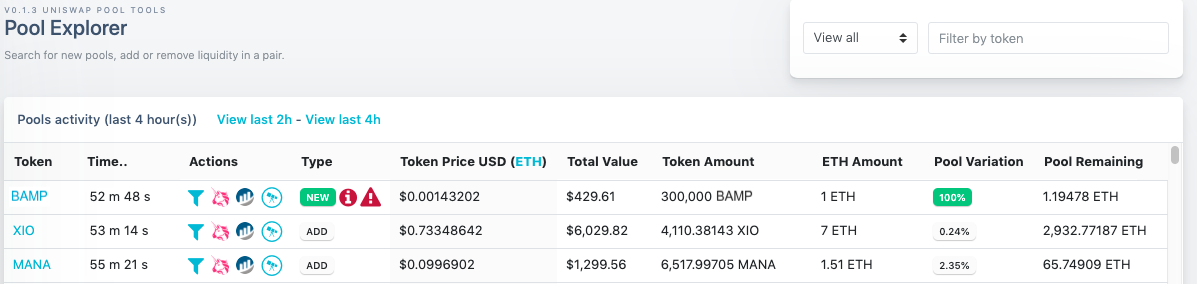 V0.1.3 UNISWAP POOL TOOLS
Pool Explorer
Search for new pools, add or remove liquidity in a pair.
View all Filter by token
Pools activity (last 4 hour(s)) View last 2h - View last 4h
Token Time.. Actions Type Token Price USD (ETH) Total Value Token Amount ETH Amount Pool Variation Pool Remaining
BAMP 52 m 48 s NEW $0.00143202 $429.61 300,000 BAMP 1 ETH 100% 1.19478 ETH
XIO 53 m 14 s ADD $0.73348642 $6,029.82 4,110.38143 XIO 7 ETH 0.24% 2,932.77187 ETH
MANA 55 m 21 s ADD $0.0996902 $1,299.56 6,517.99705 MANA 1.51 ETH 2.35% 65.74909 ETH